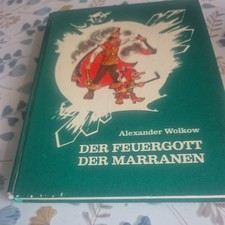 Alexander Wolkow
DER FEUERGOTT
DER MARRANEN